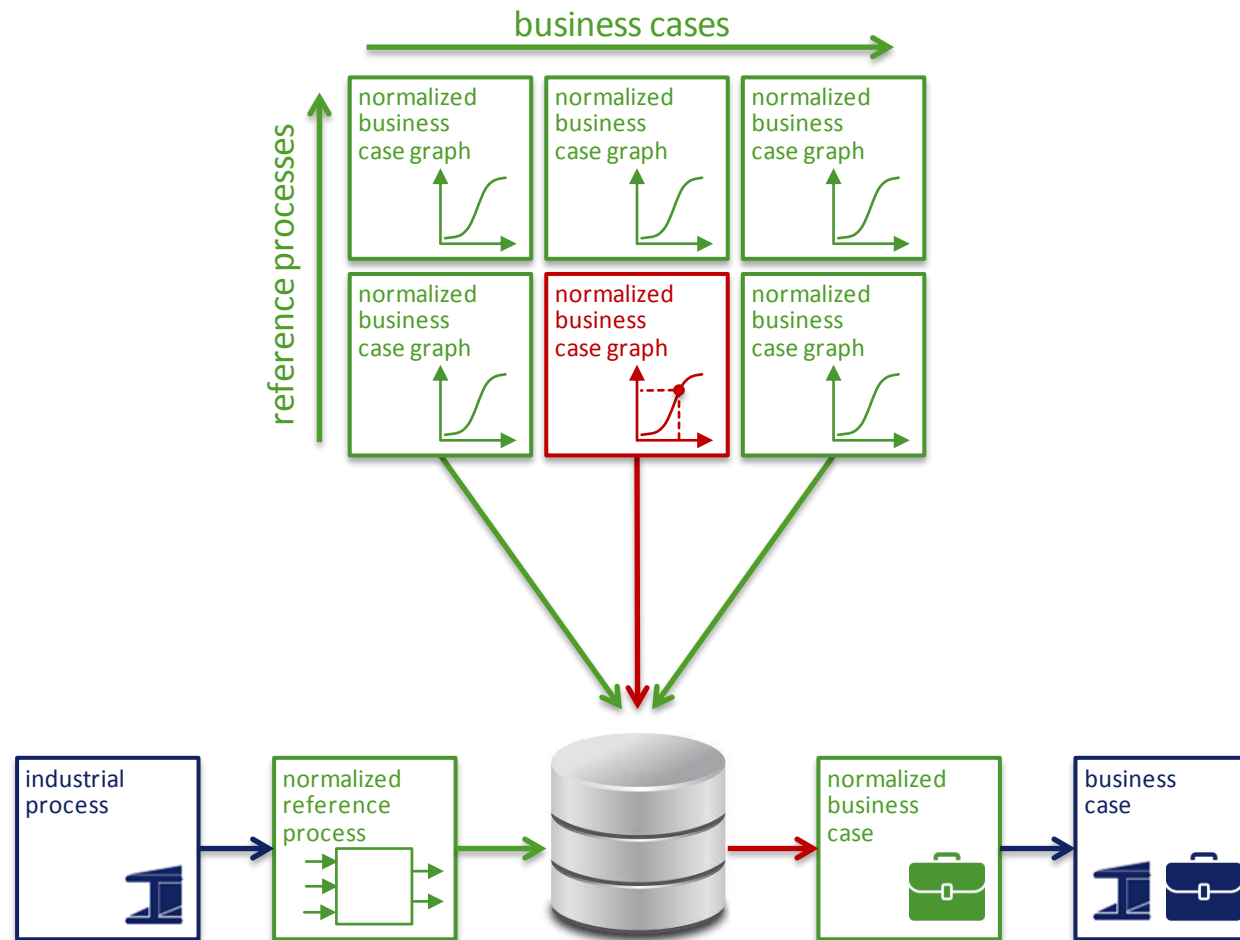 business cases
reference processes
normalized
business
case graph
normalized
business
case graph
normalized
business
case graph
normalized
business
case graph
normalized
business
case graph
normalized
business
case graph
industrial
process
normalized
reference
process
normalized
business
case
business
case